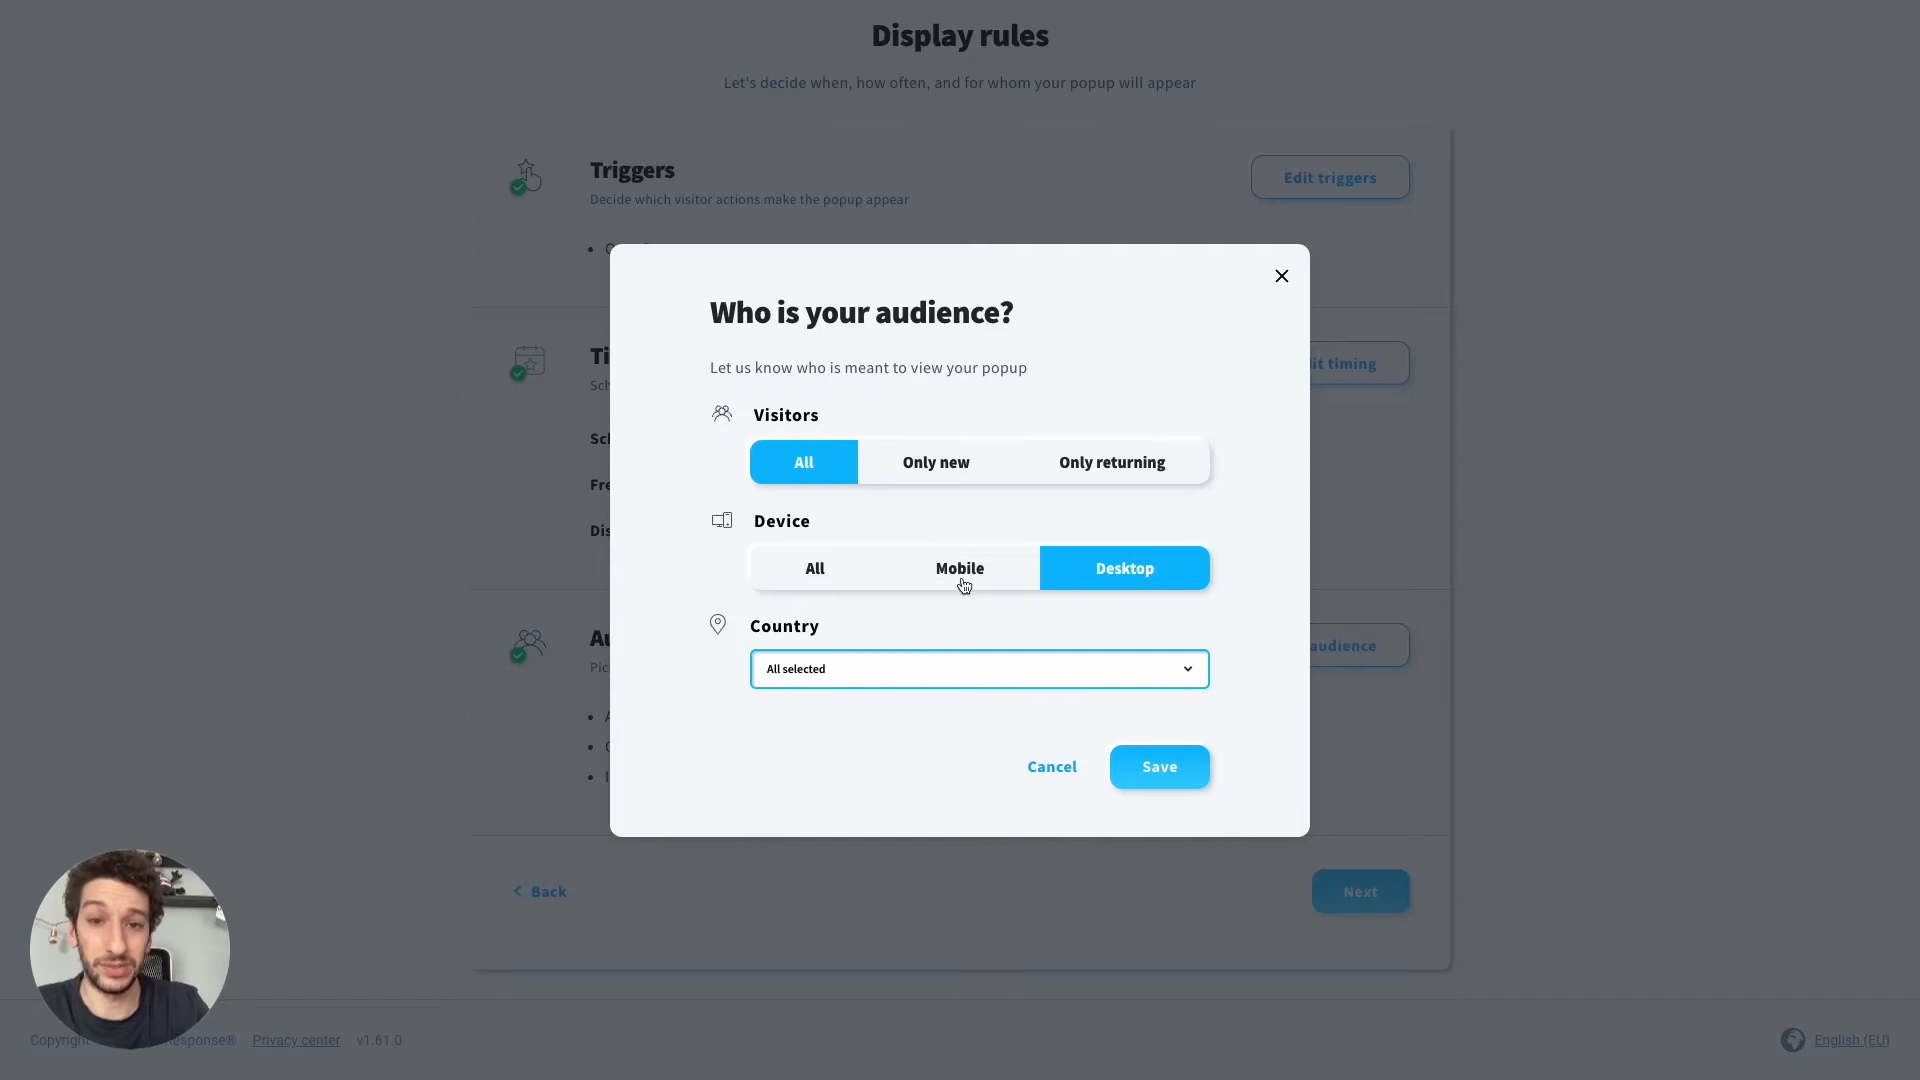 Display rules
Let's decide when, how often, and for whom your popup will appear
Triggers
Edit triggers
Decide which visitor actions make the popup appear
Who is your audience?
Let us know who is meant to view your popup
Visitors
All
Only new
Only returning
Device
All
Mobile
Desktop
Country
All selected
Cancel
Save
Back
Next
Copyright
Privacy center
v1.61.0
English (EU)